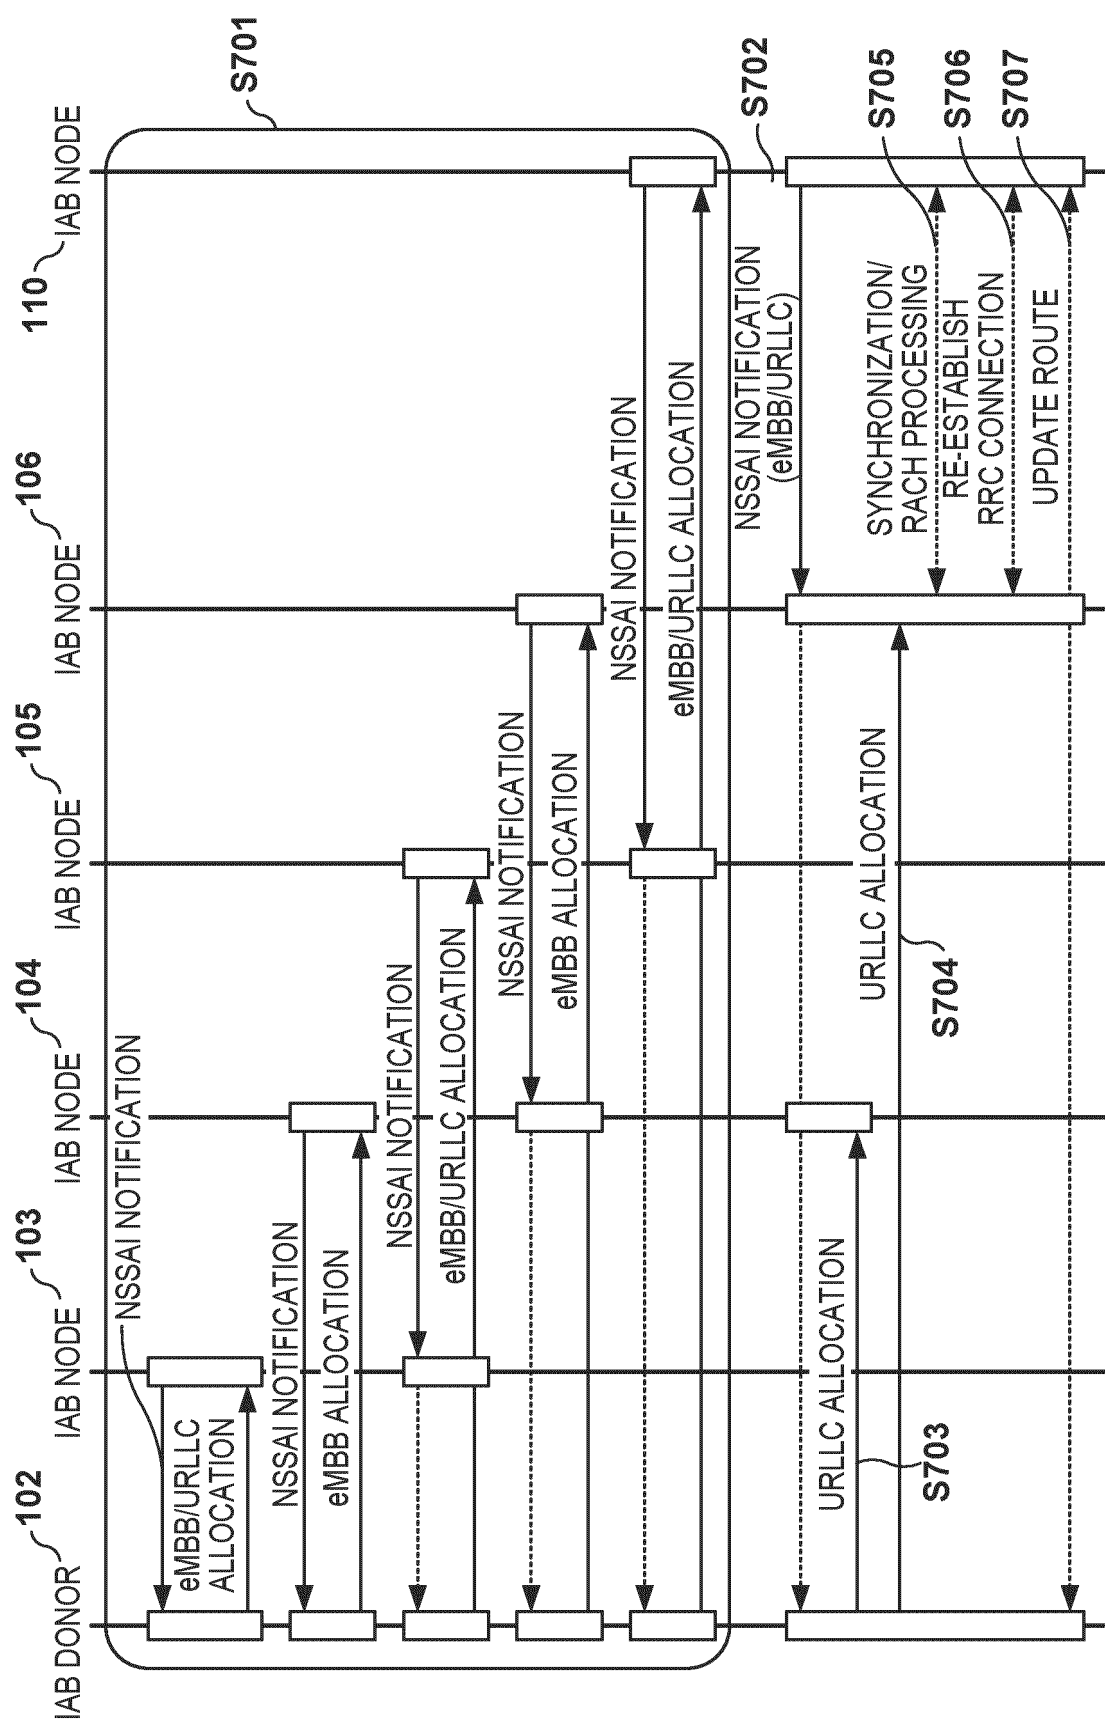 102
IAB DONOR
103
IAB NODE
104
IAB NODE
105
IAB NODE
106
IAB NODE
110
IAB NODE
S701
NSSAI NOTIFICATION
eMBB/URLLC
ALLOCATION
NSSAI NOTIFICATION
eMBB ALLOCATION
NSSAI NOTIFICATION
eMBB/URLLC ALLOCATION
NSSAI NOTIFICATION
eMBB ALLOCATION
NSSAI NOTIFICATION
eMBB/URLLC ALLOCATION
S702
NSSAI NOTIFICATION
(eMBB/URLLC)
URLLC ALLOCATION
S703
URLLC ALLOCATION
S704
SYNCHRONIZATION/
RACH PROCESSING
S705
RE-ESTABLISH
RRC CONNECTION
S706
UPDATE ROUTE
S707